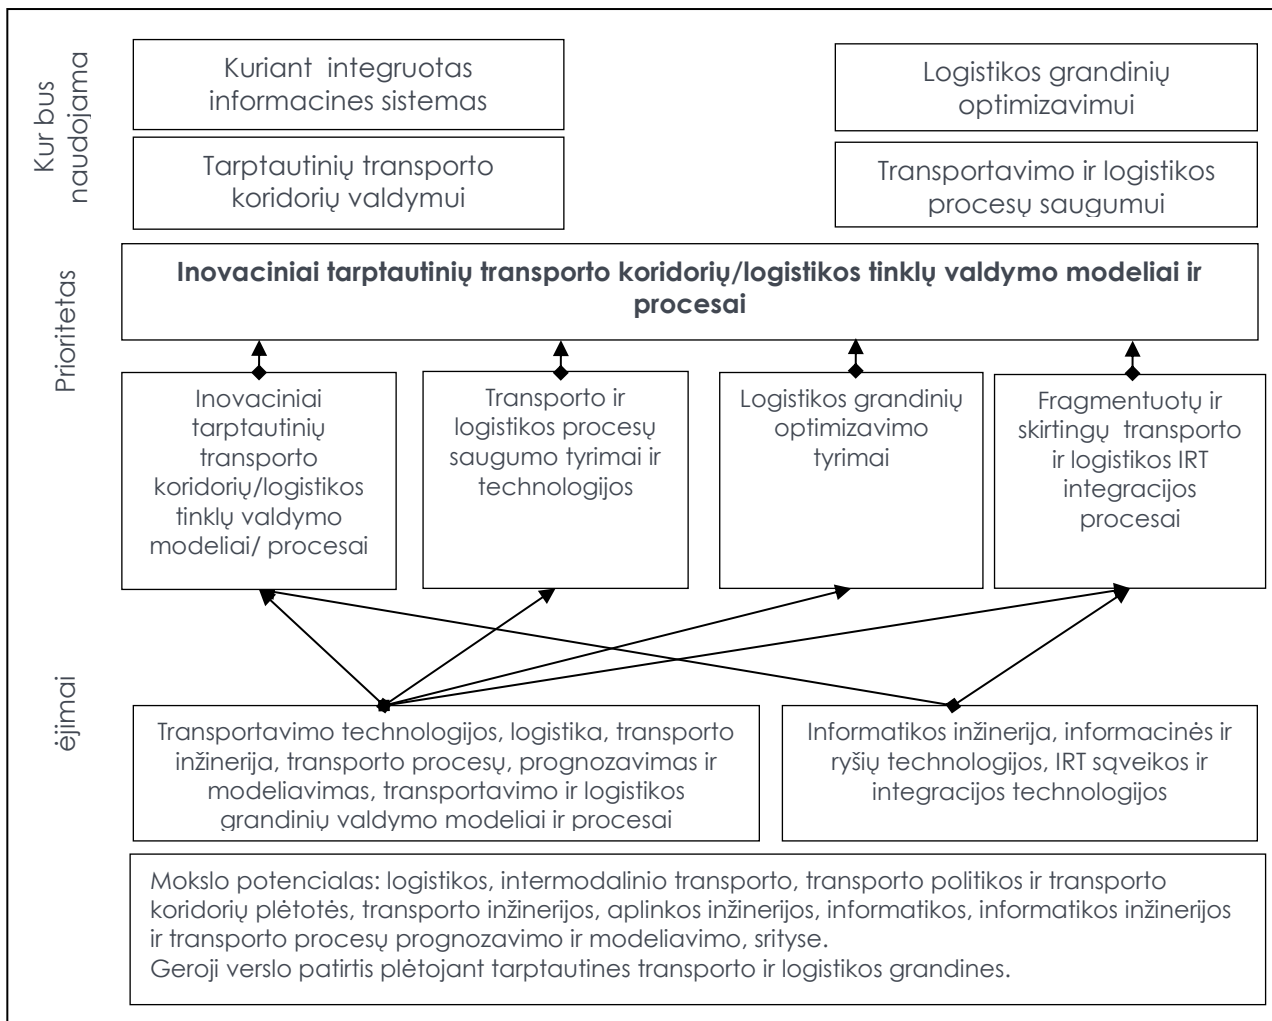 Kur bus
naudojama
Kuriant integruotas
informacines sistemas
Logistikos grandinių
optimizavimui
Tarptautinių transporto
koridorių valdymui
Transportavimo ir logistikos
procesų saugumui
Prioritetas
Inovaciniai tarptautinių transporto koridorių/logistikos tinklų valdymo modeliai ir
procesai
Inovaciniai
tarptautinių
transporto
koridorių/logistikos
tinklų valdymo
modeliai/ procesai
Transporto ir
logistikos procesų
saugumo tyrimai ir
technologijos
Logistikos grandinių
optimizavimo
tyrimai
Fragmentuotų ir
skirtingų transporto
ir logistikos IRT
integracijos
procesai
ėjimai
Transportavimo technologijos, logistika, transporto
inžinerija, transporto procesų, prognozavimas ir
modeliavimas, transportavimo ir logistikos
grandinių valdymo modeliai ir procesai
Informatikos inžinerija, informacinės ir
ryšių technologijos, IRT sąveikos ir
integracijos technologijos
Mokslo potencialas: logistikos, intermodalinio transporto, transporto politikos ir transporto
koridorių plėtotės, transporto inžinerijos, aplinkos inžinerijos, informatikos, informatikos inžinerijos
ir transporto procesų prognozavimo ir modeliavimo, srityse.
Geroji verslo patirtis plėtojant tarptautines transporto ir logistikos grandines.